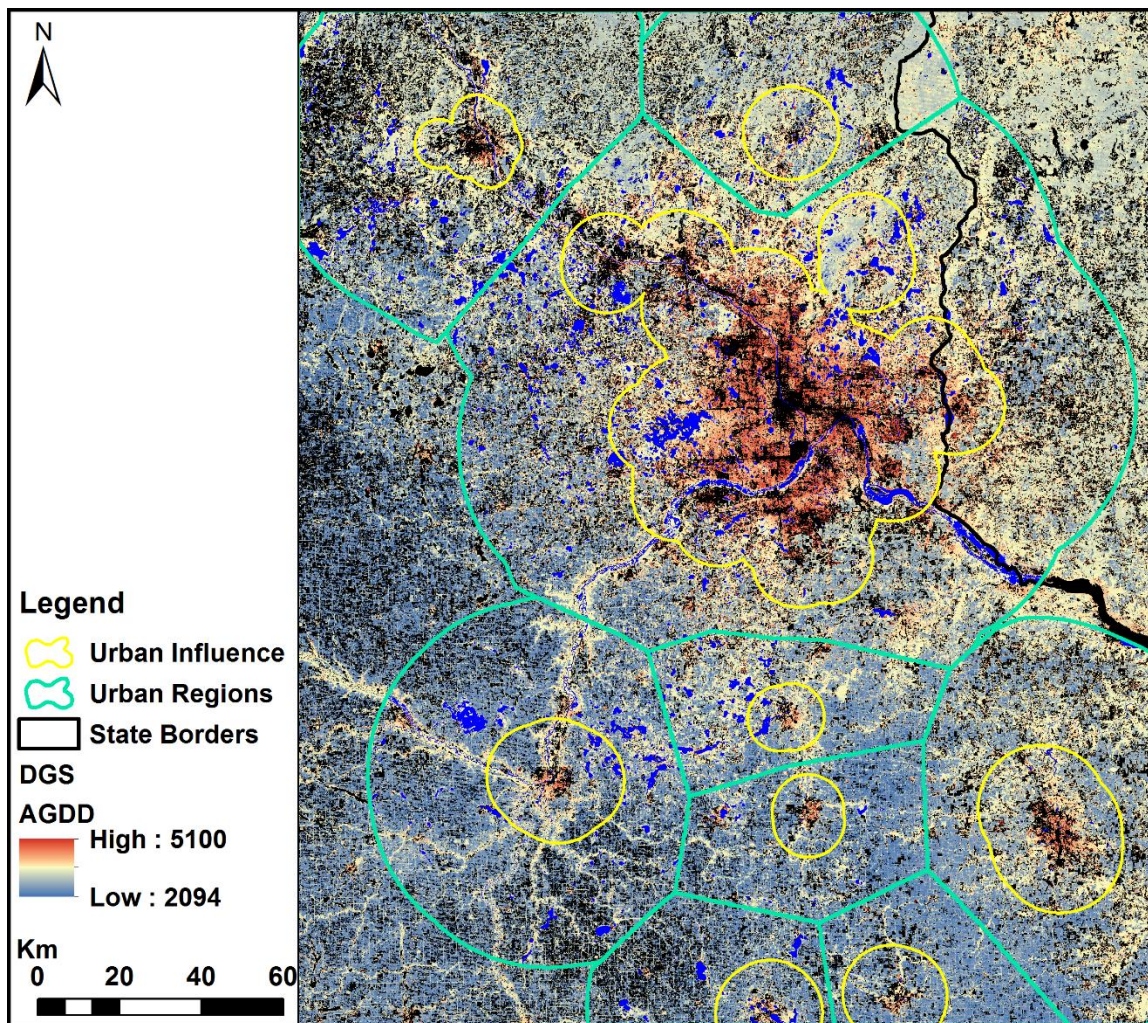 N
Legend
Urban Influence
Urban Regions
State Borders
DGS
AGDD
High : 5100
Low : 2094
Km
0 20 40 60